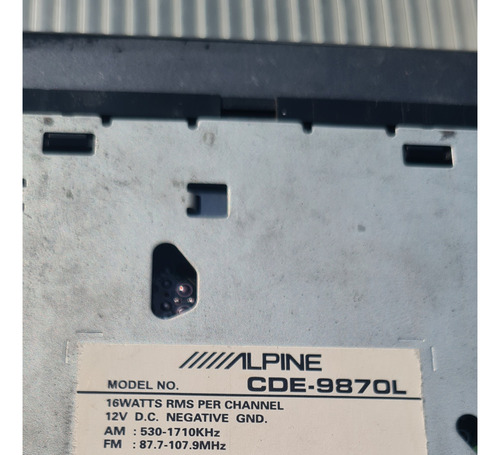 ALPINE
MODEL NO. CDE-9870L
16WATTS RMS PER CHANNEL
12V D.C. NEGATIVE GND.
AM : 530-1710KHz
FM : 87.7-107.9MHz